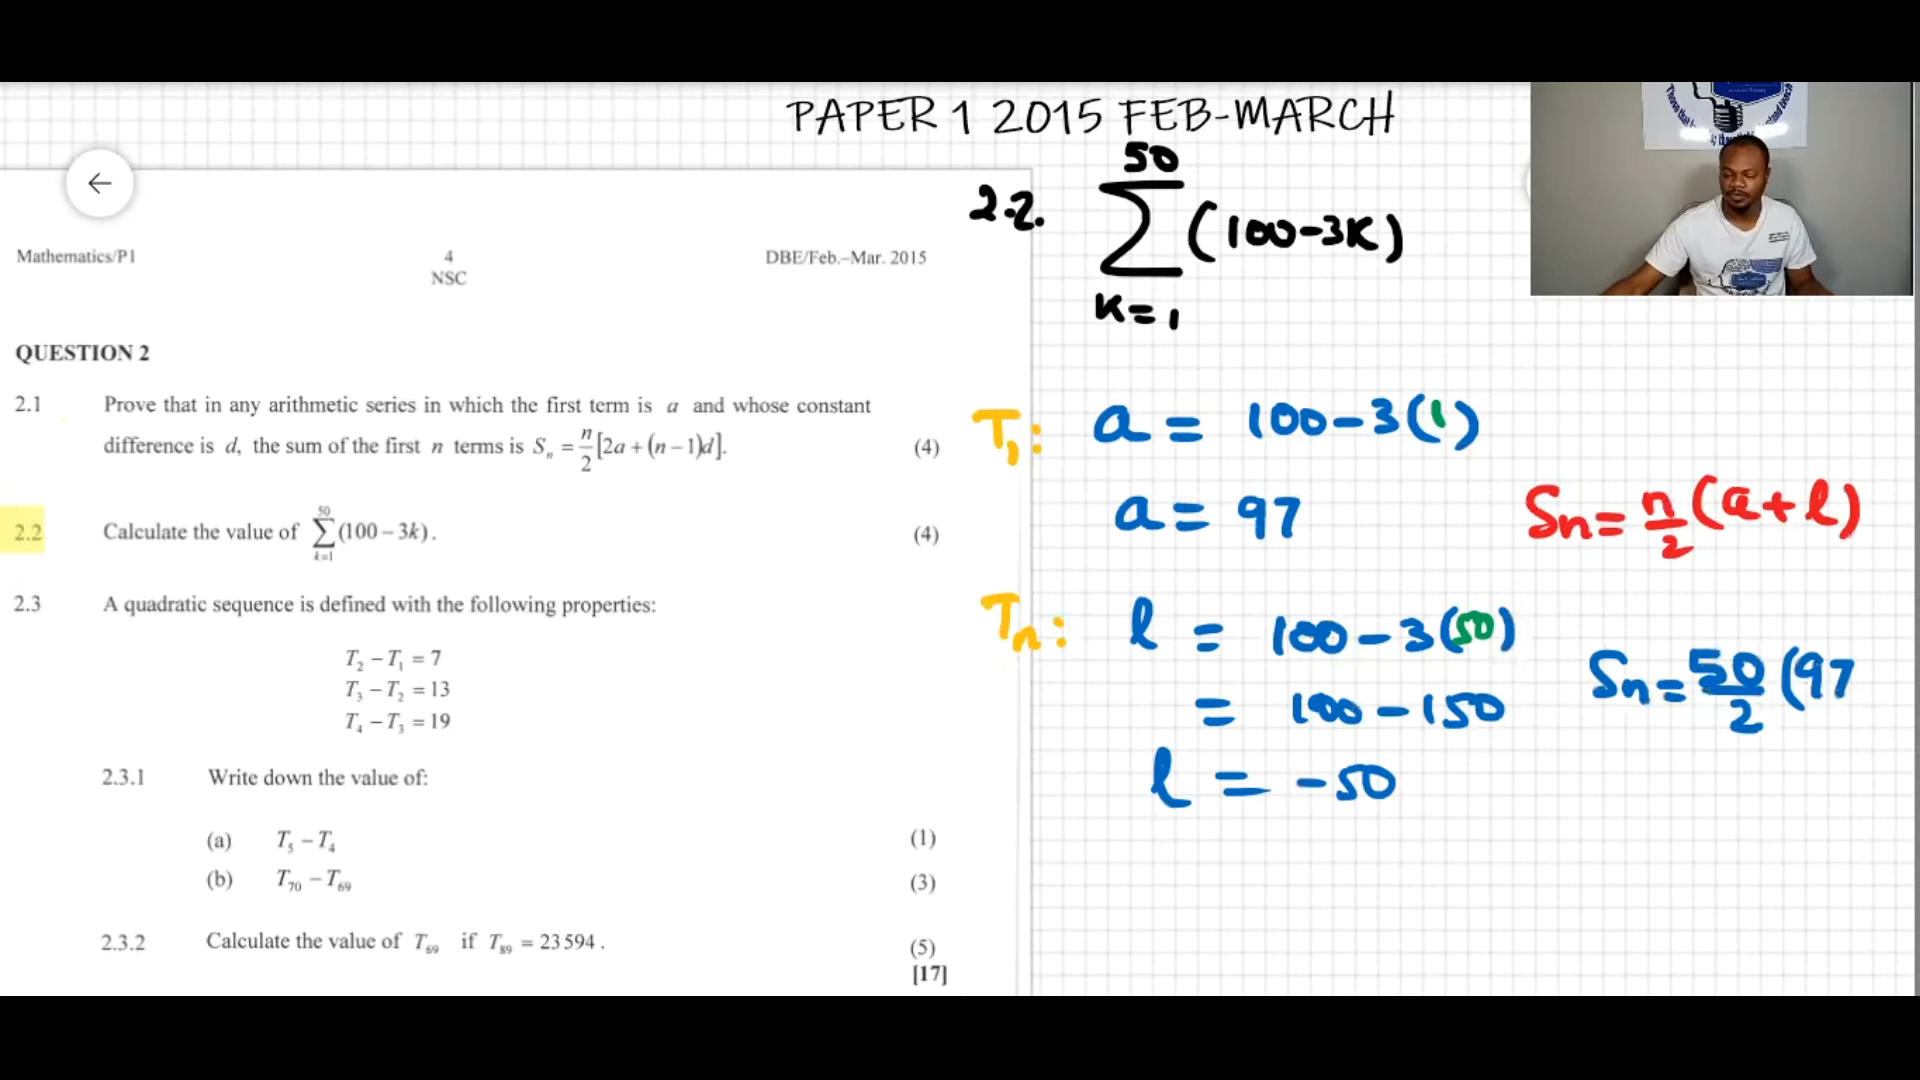 PAPER 1 2015 FEB-MARCH
Mathematics/P1 4 DBE/Feb.–Mar. 2015
NSC
QUESTION 2
2.1 Prove that in any arithmetic series in which the first term is a and whose constant
difference is d, the sum of the first n terms is Sₙ = n/2 [2a + (n – 1)d]. (4)
2.2 Calculate the value of ∑_{k=1}^{50} (100 – 3k). (4)
2.3 A quadratic sequence is defined with the following properties:
T₂ – T₁ = 7
T₃ – T₂ = 13
T₄ – T₃ = 19
2.3.1 Write down the value of:
(a) T₅ – T₄ (1)
(b) T₇₀ – T₆₉ (3)
2.3.2 Calculate the value of T₆₉ if T₈₉ = 23 594. (5)
[17]
2.2. ∑_{K=1}^{50} (100-3K)
T₁: a = 100-3(1)
a = 97
Sn = n/2 (a+l)
Tn: l = 100-3(50)
= 100-150
l = -50
Sn = 50/2 (97